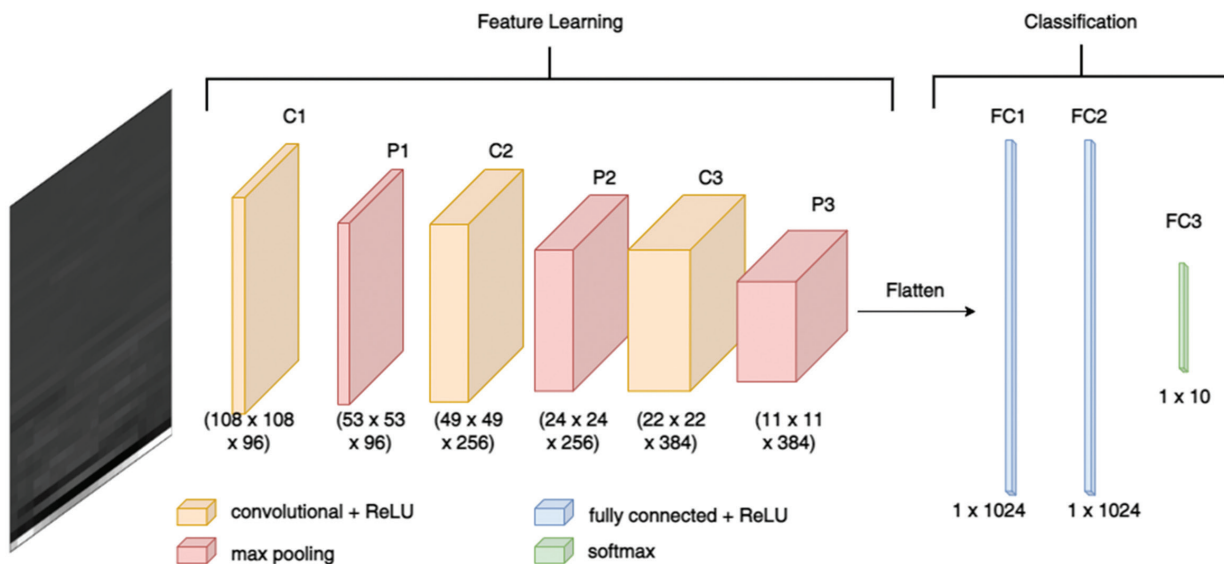 Feature Learning
Classification
C1
P1
C2
P2
C3
P3
FC1
FC2
FC3
Flatten
(108 x 108
x 96)
(53 x 53
x 96)
(49 x 49
x 256)
(24 x 24
x 256)
(22 x 22
x 384)
(11 x 11
x 384)
1 x 1024
1 x 1024
1 x 10
convolutional + ReLU
max pooling
fully connected + ReLU
softmax